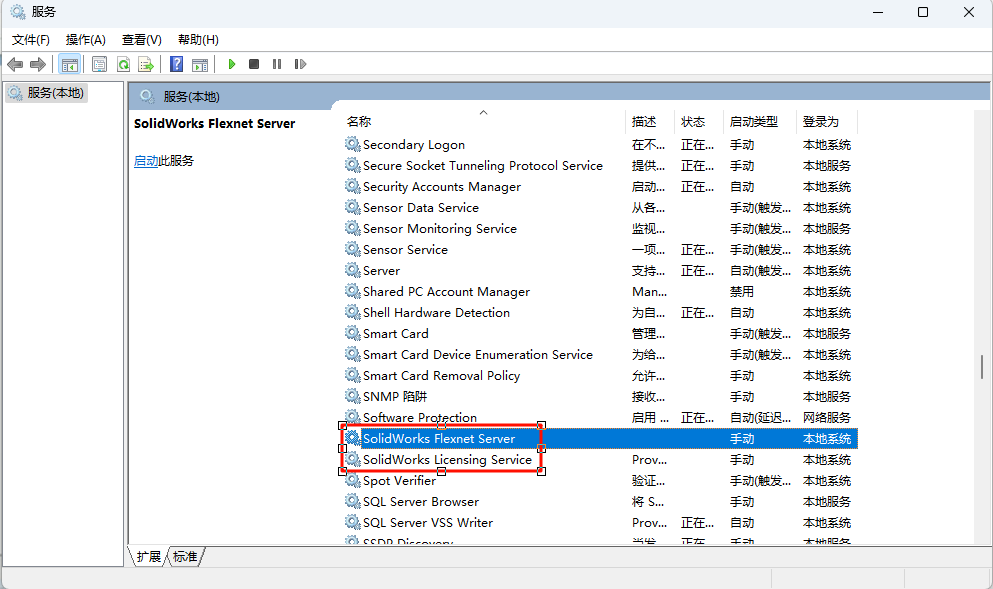 服务
文件(F) 操作(A) 查看(V) 帮助(H)
服务(本地)
服务(本地)
SolidWorks Flexnet Server
启动此服务
名称 描述 状态 启动类型 登录为
Secondary Logon 在不... 正在... 手动 本地系统
Secure Socket Tunneling Protocol Service 提供... 正在... 手动 本地服务
Security Accounts Manager 启动... 正在... 自动 本地系统
Sensor Data Service 从各... 手动(触发... 本地系统
Sensor Monitoring Service 监视... 手动(触发... 本地服务
Sensor Service 一项... 正在... 手动(触发... 本地系统
Server 支持... 正在... 自动(触发... 本地系统
Shared PC Account Manager Man... 禁用 本地系统
Shell Hardware Detection 为自... 正在... 自动 本地系统
Smart Card 管理... 手动(触发... 本地服务
Smart Card Device Enumeration Service 为给... 手动(触发... 本地系统
Smart Card Removal Policy 允许... 手动 本地系统
SNMP 陷阱 接收... 手动 本地服务
Software Protection 启用 ... 正在... 自动(延迟... 网络服务
SolidWorks Flexnet Server 手动 本地系统
SolidWorks Licensing Service Prov... 手动 本地系统
Spot Verifier 验证... 手动(触发... 本地系统
SQL Server Browser 将 S... 手动 本地服务
SQL Server VSS Writer Prov... 正在... 自动 本地系统
SSDP Discovery 当发... 正在... 手动 本地服务
扩展 标准